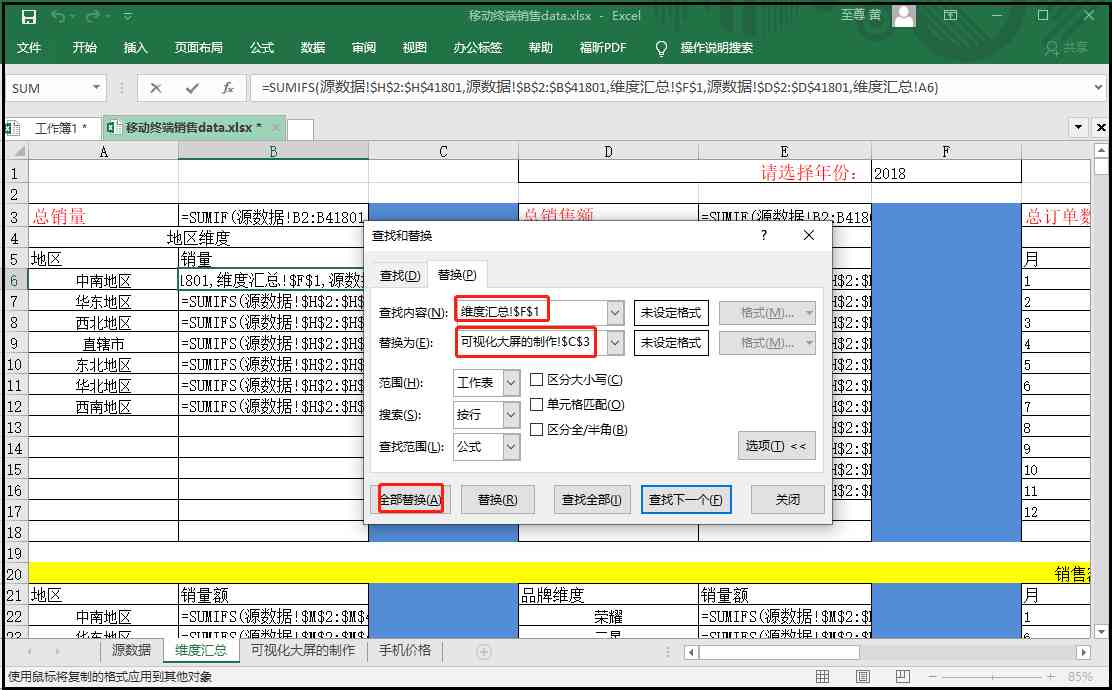 移动终端销售data.xlsx - Excel
至尊 黄
文件 开始 插入 页面布局 公式 数据 审阅 视图 办公标签 帮助 福昕PDF 操作说明搜索 共享
SUM
=SUMIFS(源数据!$H$2:$H$41801,源数据!$B$2:$B$41801,维度汇总!$F$1,源数据!$D$2:$D$41801,维度汇总!A6)
工作簿1 * 移动终端销售data.xlsx *
A B C D E F
1 请选择年份： 2018
2
3 总销量 =SUMIF(源数据!B2:B41801 总销售额 =SUMIF(源数据!B2:B4180 总订单数
4 地区维度
5 地区 销量 月
6 中南地区 1801,维度汇总!$F$1,源数 H$2:$H 1
7 华东地区 =SUMIFS(源数据!$H$2:$H$ H$2:$H 2
8 西北地区 =SUMIFS(源数据!$H$2:$H$ H$2:$H 3
9 直辖市 =SUMIFS(源数据!$H$2:$H$ H$2:$H 4
10 东北地区 =SUMIFS(源数据!$H$2:$H$ H$2:$H 5
11 华北地区 =SUMIFS(源数据!$H$2:$H$ H$2:$H 6
12 西南地区 =SUMIFS(源数据!$H$2:$H$ H$2:$H 7
13 H$2:$H 8
14 H$2:$H 9
15 H$2:$H 10
16 H$2:$H 11
17 12
18
19
20 销售
21 地区 销量额 品牌维度 销量额 月
22 中南地区 =SUMIFS(源数据!$M$2:$M$4 荣耀 =SUMIFS(源数据!$M$2:$ 1
查找和替换 ?
查找(D) 替换(P)
查找内容(N): 维度汇总!$F$1 未设定格式 格式(M)...
替换为(E): 可视化大屏的制作!$C$3 未设定格式 格式(M)...
范围(H): 工作表 区分大小写(C)
搜索(S): 按行 单元格匹配(O)
区分全/半角(B)
查找范围(L): 公式 选项(T) <<
全部替换(A) 替换(R) 查找全部(I) 查找下一个(F) 关闭
源数据 维度汇总 可视化大屏的制作 手机价格
使用鼠标将复制的格式应用到其他对象 85%